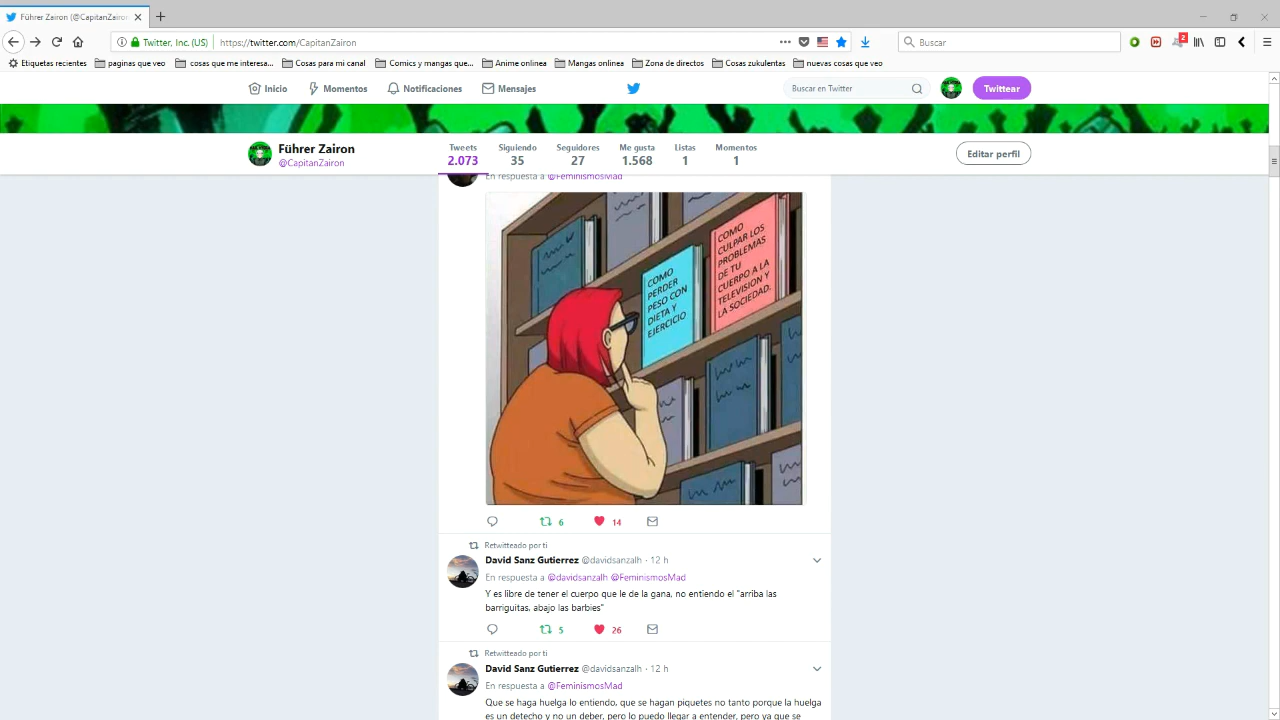 Führer Zairon (@CapitanZairon
Twitter, Inc. (US)
https://twitter.com/CapitanZairon
Buscar
2
Etiquetas recientes
paginas que veo
cosas que me interesa...
Cosas para mi canal
Comics y mangas que...
Anime onlinea
Mangas onlinea
Zona de directos
Cosas zukulentas
nuevas cosas que veo
Inicio
Momentos
Notificaciones
Mensajes
Buscar en Twitter
Twittear
Führer Zairon
@CapitanZairon
Tweets
2.073
Siguiendo
35
Seguidores
27
Me gusta
1.568
Listas
1
Momentos
1
Editar perfil
En respuesta a @FeminismosMad
COMO
PERDER
PESO CON
DIETA Y
EJERCICIO
COMO
CULPAR LOS
PROBLEMAS
DE TU
CUERPO A LA
TELEVISION Y
LA SOCIEDAD.
6
14
Retwitteado por ti
David Sanz Gutierrez @davidsanzalh · 12 h
En respuesta a @davidsanzalh @FeminismosMad
Y es libre de tener el cuerpo que le de la gana, no entiendo el "arriba las
barriguitas, abajo las barbies"
5
26
Retwitteado por ti
David Sanz Gutierrez @davidsanzalh · 12 h
En respuesta a @FeminismosMad
Que se haga huelga lo entiendo, que se hagan piquetes no tanto porque la huelga
es un detecho y no un deber, pero lo puedo llegar a entender, pero ya que se